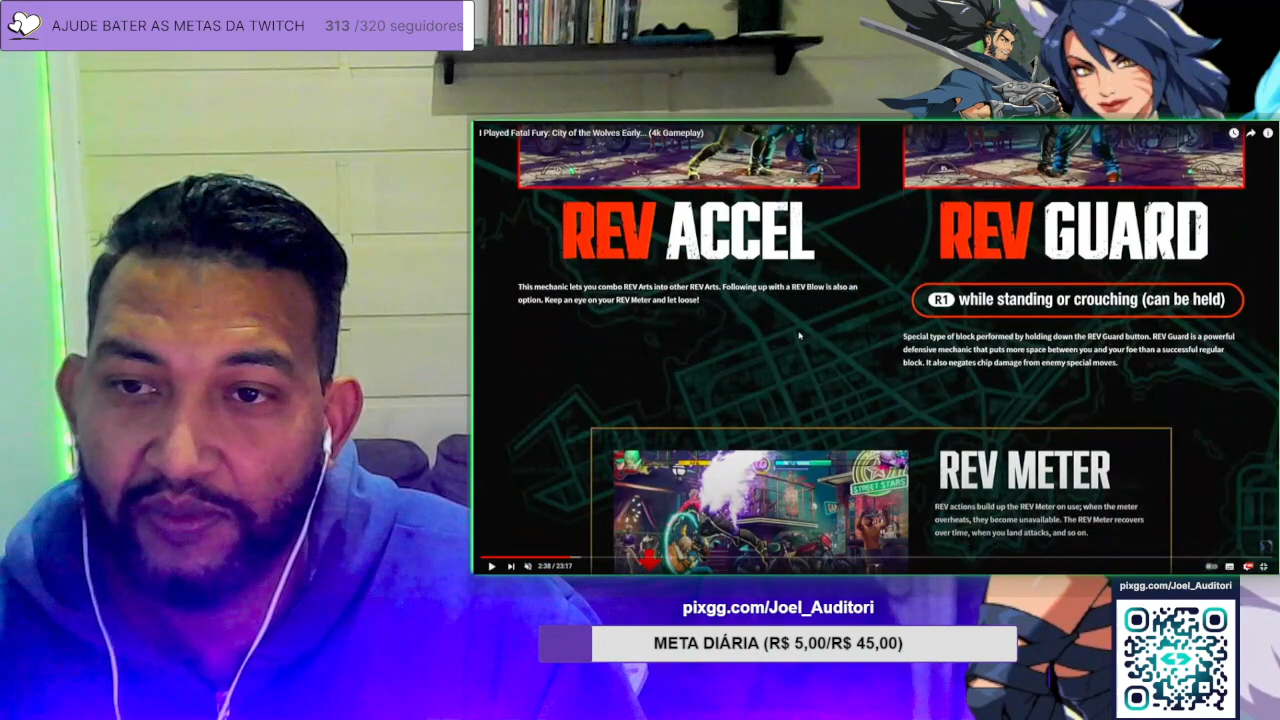 AJUDE BATER AS METAS DA TWITCH 313 /320 seguidores
I Played Fatal Fury: City of the Wolves Early... (4k Gameplay)
REV ACCEL
This mechanic lets you combo REV Arts into other REV Arts. Following up with a REV Blow is also an
option. Keep an eye on your REV Meter and let loose!
REV GUARD
R1 while standing or crouching (can be held)
Special type of block performed by holding down the REV Guard button. REV Guard is a powerful
defensive mechanic that puts more space between you and your foe than a successful regular
block. It also negates chip damage from enemy special moves.
STREET STARS
REV METER
REV actions build up the REV Meter on use; when the meter
overheats, they become unavailable. The REV Meter recovers
over time, when you land attacks, and so on.
2:38 / 23:17
pixgg.com/Joel_Auditori
META DIÁRIA (R$ 5,00/R$ 45,00)
pixgg.com/Joel_Auditori